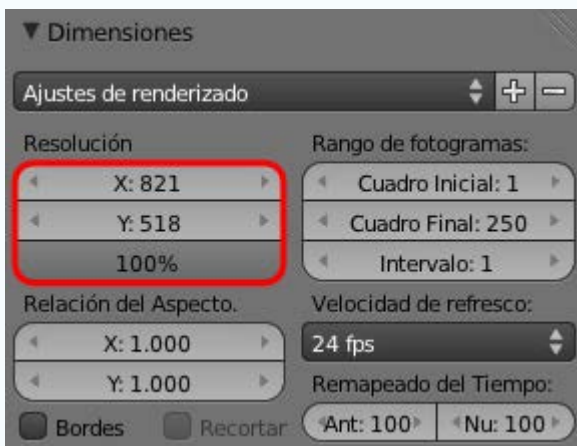 Dimensiones
Ajustes de renderizado
Resolución
X: 821
Y: 518
100%
Relación del Aspecto.
X: 1.000
Y: 1.000
Bordes
Recortar
Rango de fotogramas:
Cuadro Inicial: 1
Cuadro Final: 250
Intervalo: 1
Velocidad de refresco:
24 fps
Remapeado del Tiempo:
Ant: 100
Nu: 100